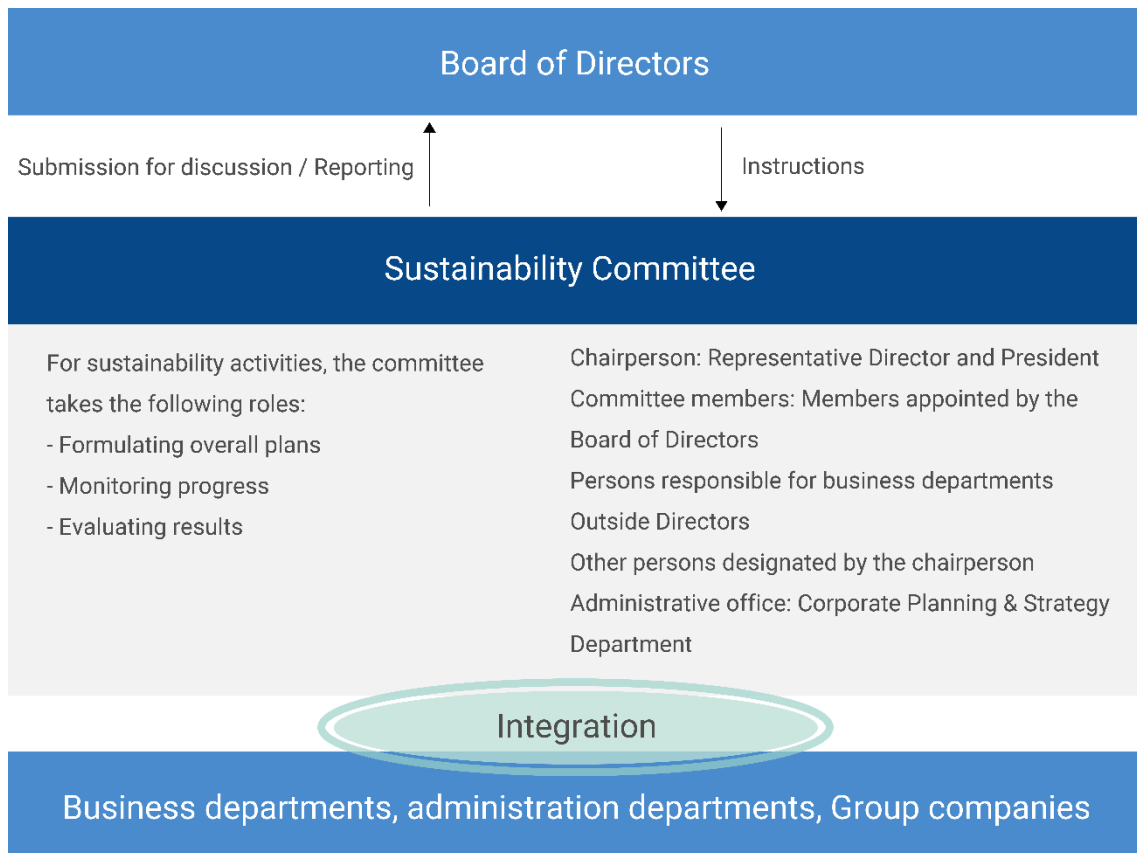 Board of Directors
Submission for discussion / Reporting
Instructions
Sustainability Committee
For sustainability activities, the committee
takes the following roles:
- Formulating overall plans
- Monitoring progress
- Evaluating results
Chairperson: Representative Director and President
Committee members: Members appointed by the
Board of Directors
Persons responsible for business departments
Outside Directors
Other persons designated by the chairperson
Administrative office: Corporate Planning & Strategy
Department
Integration
Business departments, administration departments, Group companies